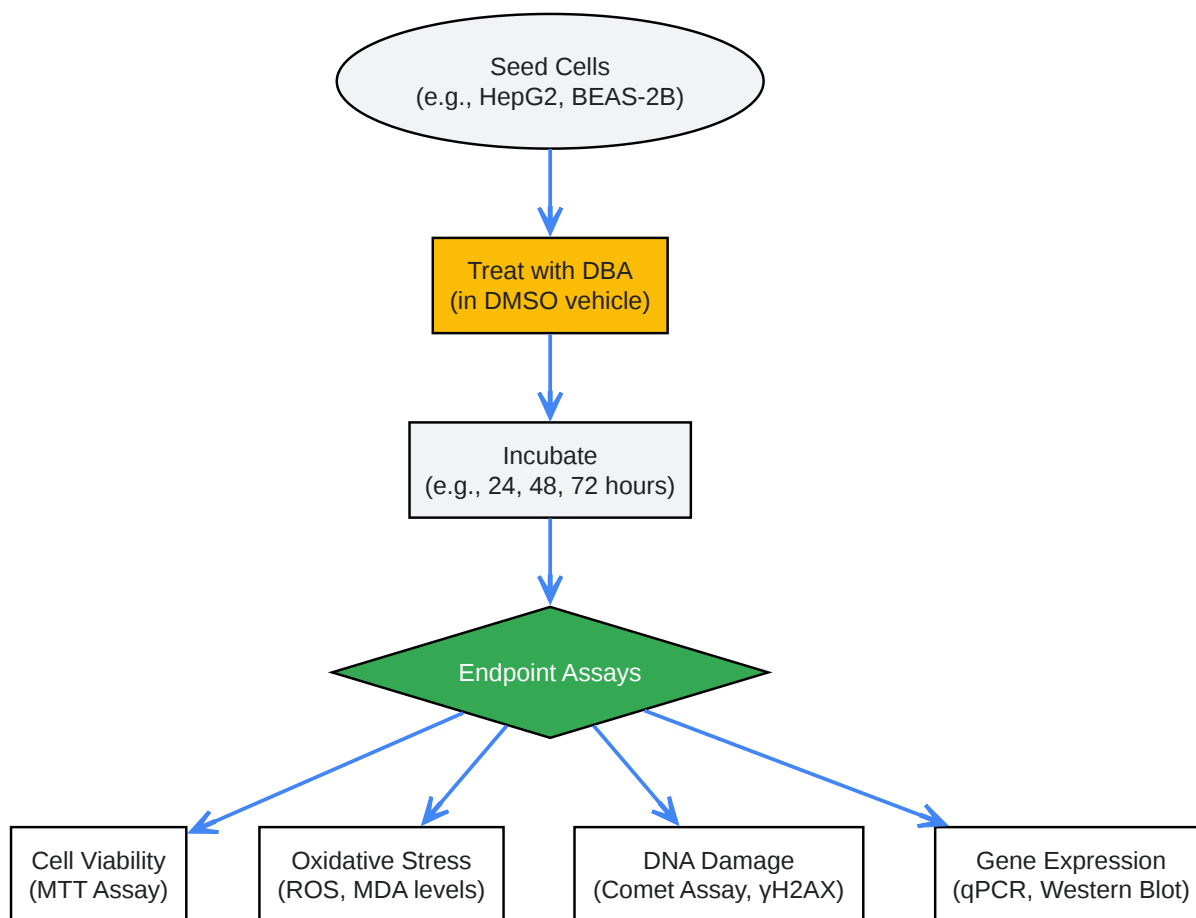 Seed Cells
(e.g., HepG2, BEAS-2B)
Treat with DBA
(in DMSO vehicle)
Incubate
(e.g., 24, 48, 72 hours)
Endpoint Assays
Cell Viability
(MTT Assay)
Oxidative Stress
(ROS, MDA levels)
DNA Damage
(Comet Assay, γH2AX)
Gene Expression
(qPCR, Western Blot)